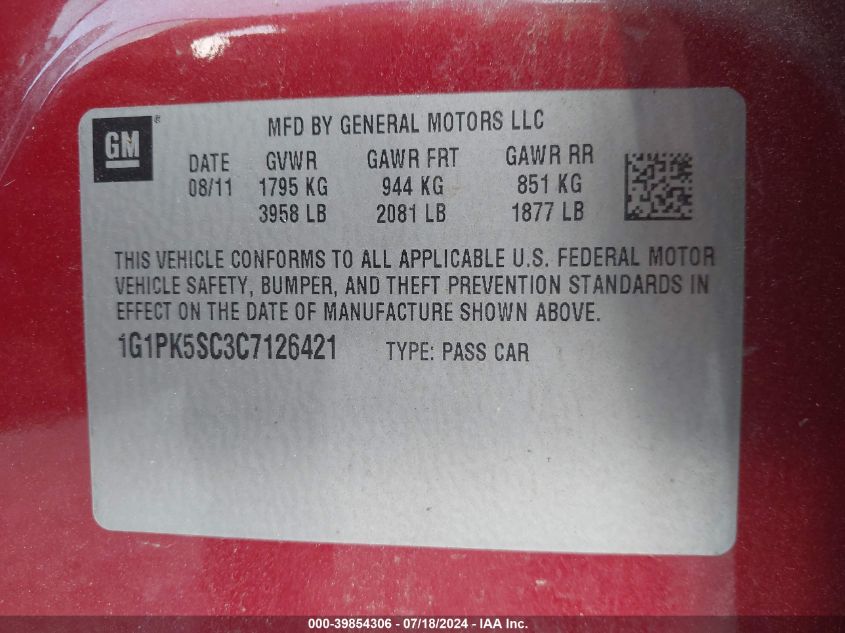 GM ®
MFD BY GENERAL MOTORS LLC
DATE GVWR GAWR FRT GAWR RR
08/11 1795 KG 944 KG 851 KG
3958 LB 2081 LB 1877 LB
THIS VEHICLE CONFORMS TO ALL APPLICABLE U.S. FEDERAL MOTOR
VEHICLE SAFETY, BUMPER, AND THEFT PREVENTION STANDARDS IN
EFFECT ON THE DATE OF MANUFACTURE SHOWN ABOVE.
1G1PK5SC3C7126421 TYPE: PASS CAR
000-39854306 - 07/18/2024 - IAA Inc.